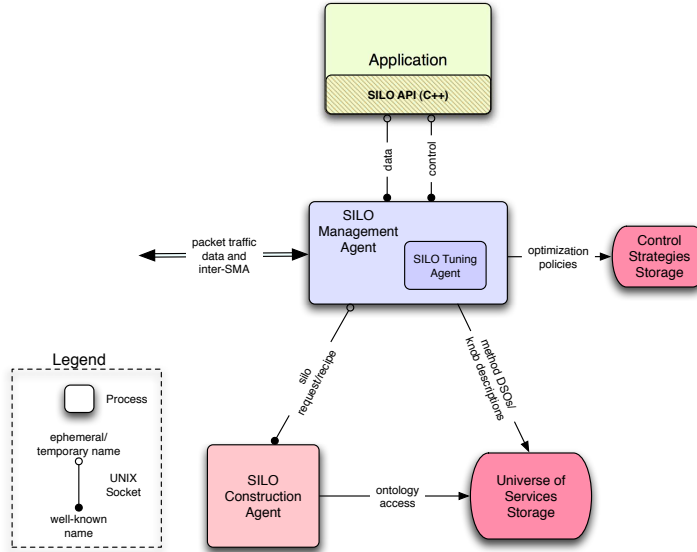 Application
SILO API (C++)
data
control
SILO
Management
Agent
SILO Tuning
Agent
packet traffic
data and
inter-SMA
optimization
policies
Control
Strategies
Storage
silo
request/recipe
method DSOs/
knob descriptions
Legend
Process
ephemeral/
temporary name
UNIX
Socket
well-known
name
SILO
Construction
Agent
ontology
access
Universe of
Services
Storage